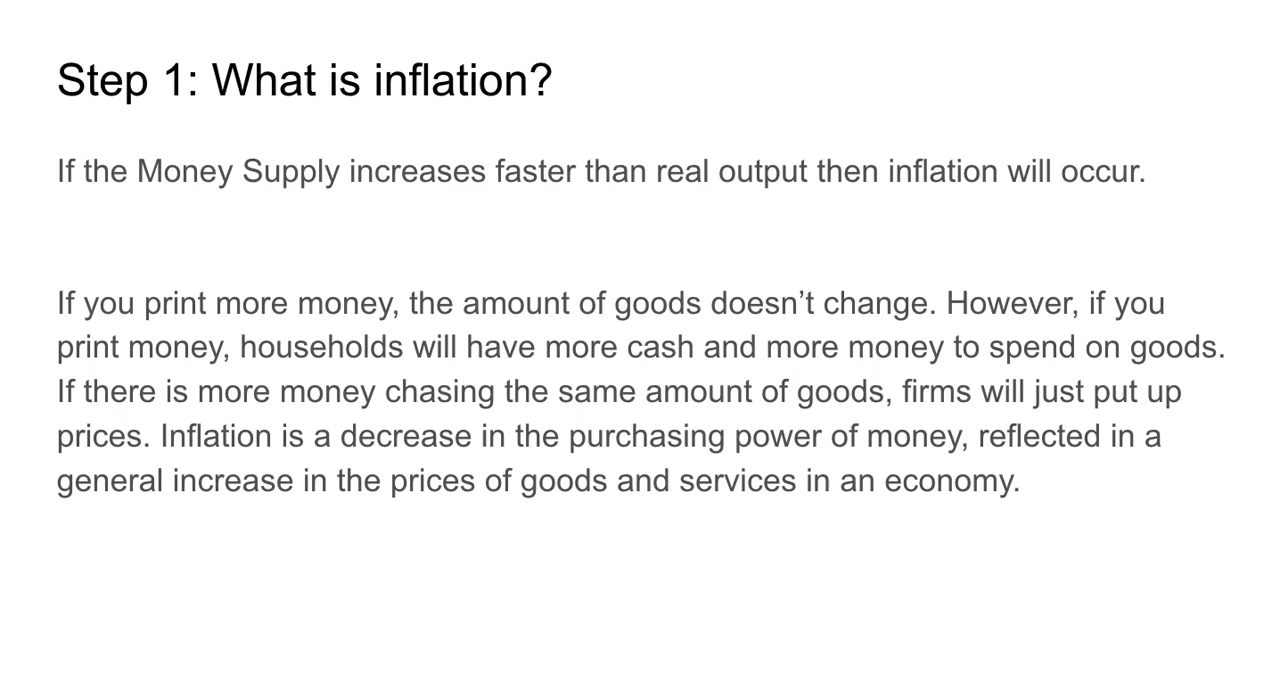 Step 1: What is inflation?
If the Money Supply increases faster than real output then inflation will occur.
If you print more money, the amount of goods doesn’t change. However, if you
print money, households will have more cash and more money to spend on goods.
If there is more money chasing the same amount of goods, firms will just put up
prices. Inflation is a decrease in the purchasing power of money, reflected in a
general increase in the prices of goods and services in an economy.